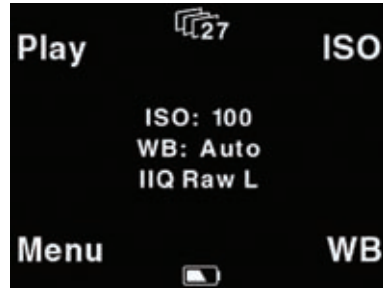 27
Play ISO
ISO: 100
WB: Auto
IIQ Raw L
Menu WB